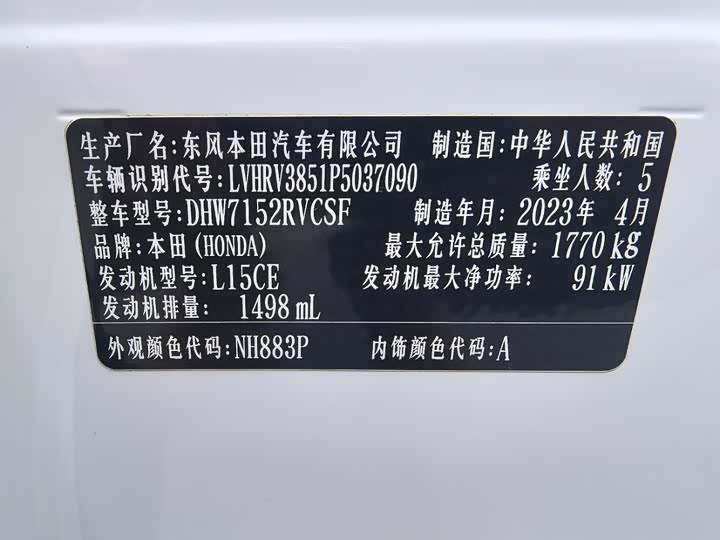 生产厂名:东风本田汽车有限公司 制造国:中华人民共和国
车辆识别代号:LVHRV3851P5037090 乘坐人数: 5
整车型号:DHW7152RVCSF 制造年月:2023年 4月
品牌:本田(HONDA) 最大允许总质量:1770kg
发动机型号:L15CE 发动机最大净功率: 91kW
发动机排量: 1498mL
外观颜色代码:NH883P 内饰颜色代码:A